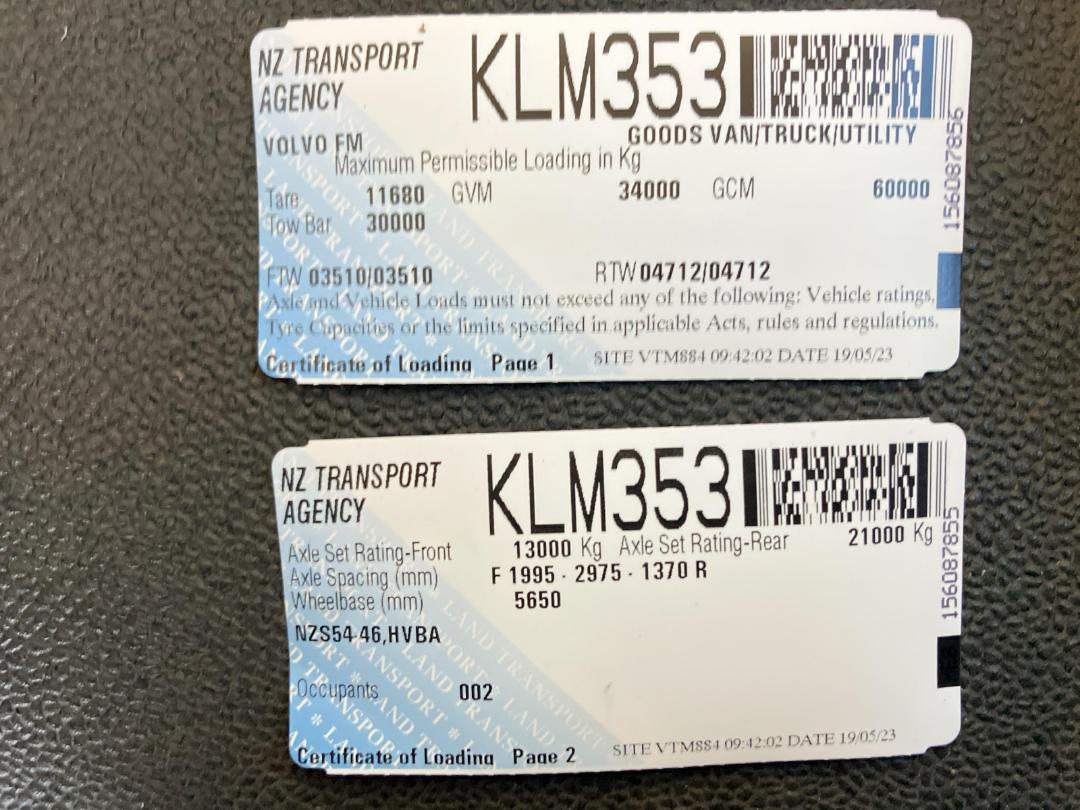 NZ TRANSPORT
AGENCY
KLM353
VOLVO FM
GOODS VAN/TRUCK/UTILITY
Maximum Permissible Loading in Kg
Tare 11680 GVM 34000 GCM 60000
Tow Bar 30000
FTW 03510/03510 RTW 04712/04712
Axle and Vehicle Loads must not exceed any of the following: Vehicle ratings,
Tyre Capacities or the limits specified in applicable Acts, rules and regulations.
Certificate of Loading Page 1 SITE VTM884 09:42:02 DATE 19/05/23
156087856
NZ TRANSPORT
AGENCY
KLM353
Axle Set Rating-Front 13000 Kg Axle Set Rating-Rear 21000 Kg
Axle Spacing (mm) F 1995 - 2975 - 1370 R
Wheelbase (mm) 5650
NZS54-46,HVBA
Occupants 002
Certificate of Loading Page 2 SITE VTM884 09:42:02 DATE 19/05/23
156087855